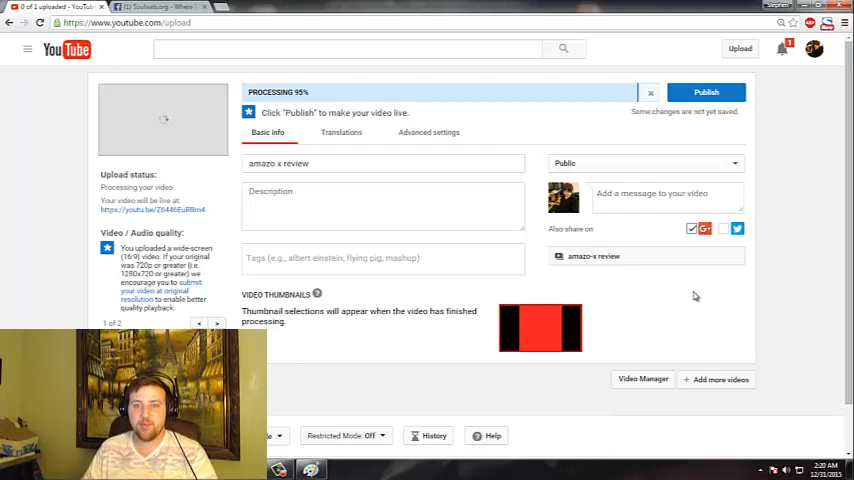 0 of 1 uploaded - YouTube
Soulivets.org - Where
Stephen
https://www.youtube.com/upload
You Tube
Upload
1
PROCESSING 95%
x
Publish
Click "Publish" to make your video live.
Some changes are not yet saved.
Basic info
Translations
Advanced settings
amazo x review
Public
Description
Add a message to your video
Upload status:
Processing your video.
Your video will be live at:
https://youtu.be/Z6446EuRBm4
Also share on
G+
Video / Audio quality:
You uploaded a wide-screen
(16:9) video. If your original
was 720p or greater (i.e.
1280x720 or greater) we
encourage you to submit
your video at original
resolution to enable better
quality playback.
Tags (e.g., albert einstein, flying pig, mashup)
amazo-x review
VIDEO THUMBNAILS ?
Thumbnail selections will appear when the video has finished
processing.
1 of 2
< >
Video Manager
+ Add more videos
Restricted Mode: Off
History
Help
2:20 AM
12/31/2015